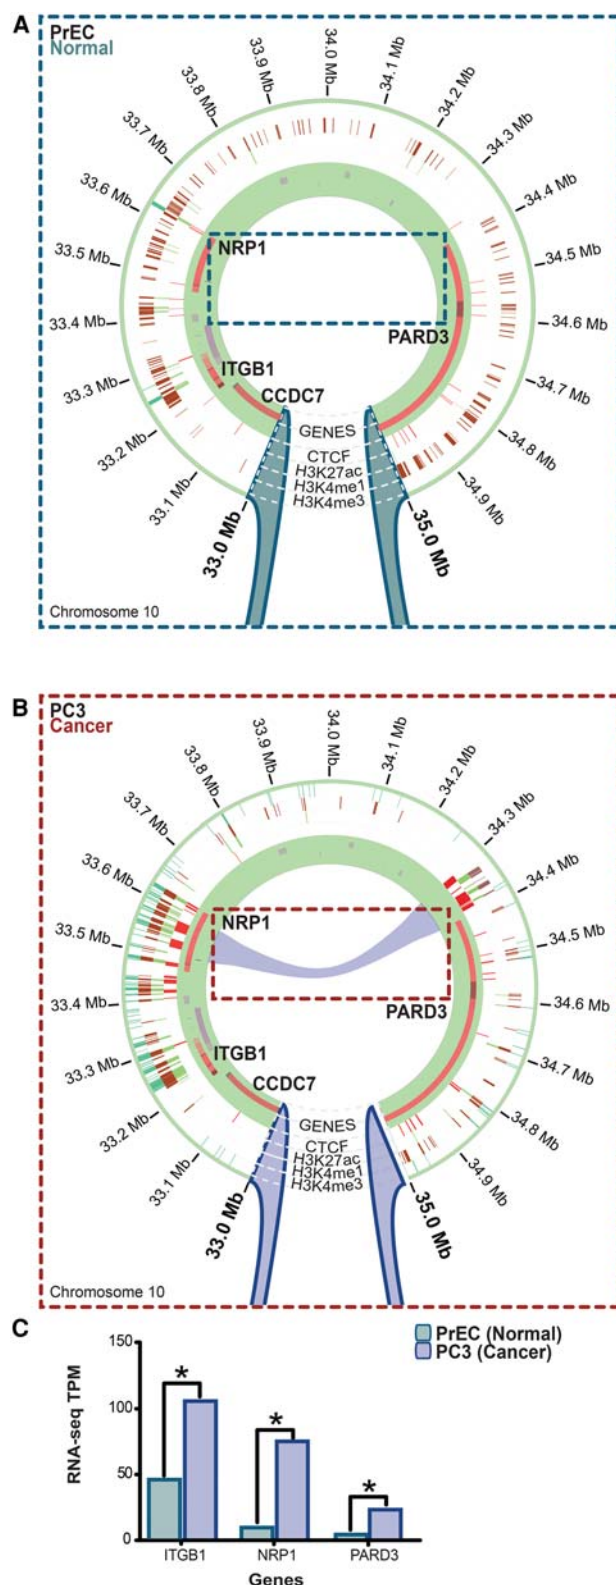 A
PrEC
Normal
33.0 Mb
33.1 Mb
33.2 Mb
33.3 Mb
33.4 Mb
33.5 Mb
33.6 Mb
33.7 Mb
33.8 Mb
33.9 Mb
34.0 Mb
34.1 Mb
34.2 Mb
34.3 Mb
34.4 Mb
34.5 Mb
34.6 Mb
34.7 Mb
34.8 Mb
34.9 Mb
35.0 Mb
NRP1
PARD3
ITGB1
CCDC7
GENES
CTCF
H3K27ac
H3K4me1
H3K4me3
Chromosome 10
B
PC3
Cancer
33.0 Mb
33.1 Mb
33.2 Mb
33.3 Mb
33.4 Mb
33.5 Mb
33.6 Mb
33.7 Mb
33.8 Mb
33.9 Mb
34.0 Mb
34.1 Mb
34.2 Mb
34.3 Mb
34.4 Mb
34.5 Mb
34.6 Mb
34.7 Mb
34.8 Mb
34.9 Mb
35.0 Mb
NRP1
PARD3
ITGB1
CCDC7
GENES
CTCF
H3K27ac
H3K4me1
H3K4me3
Chromosome 10
C
PrEC (Normal)
PC3 (Cancer)
RNA-seq TPM
150
100
50
0
*
*
*
ITGB1 NRP1 PARD3
Genes